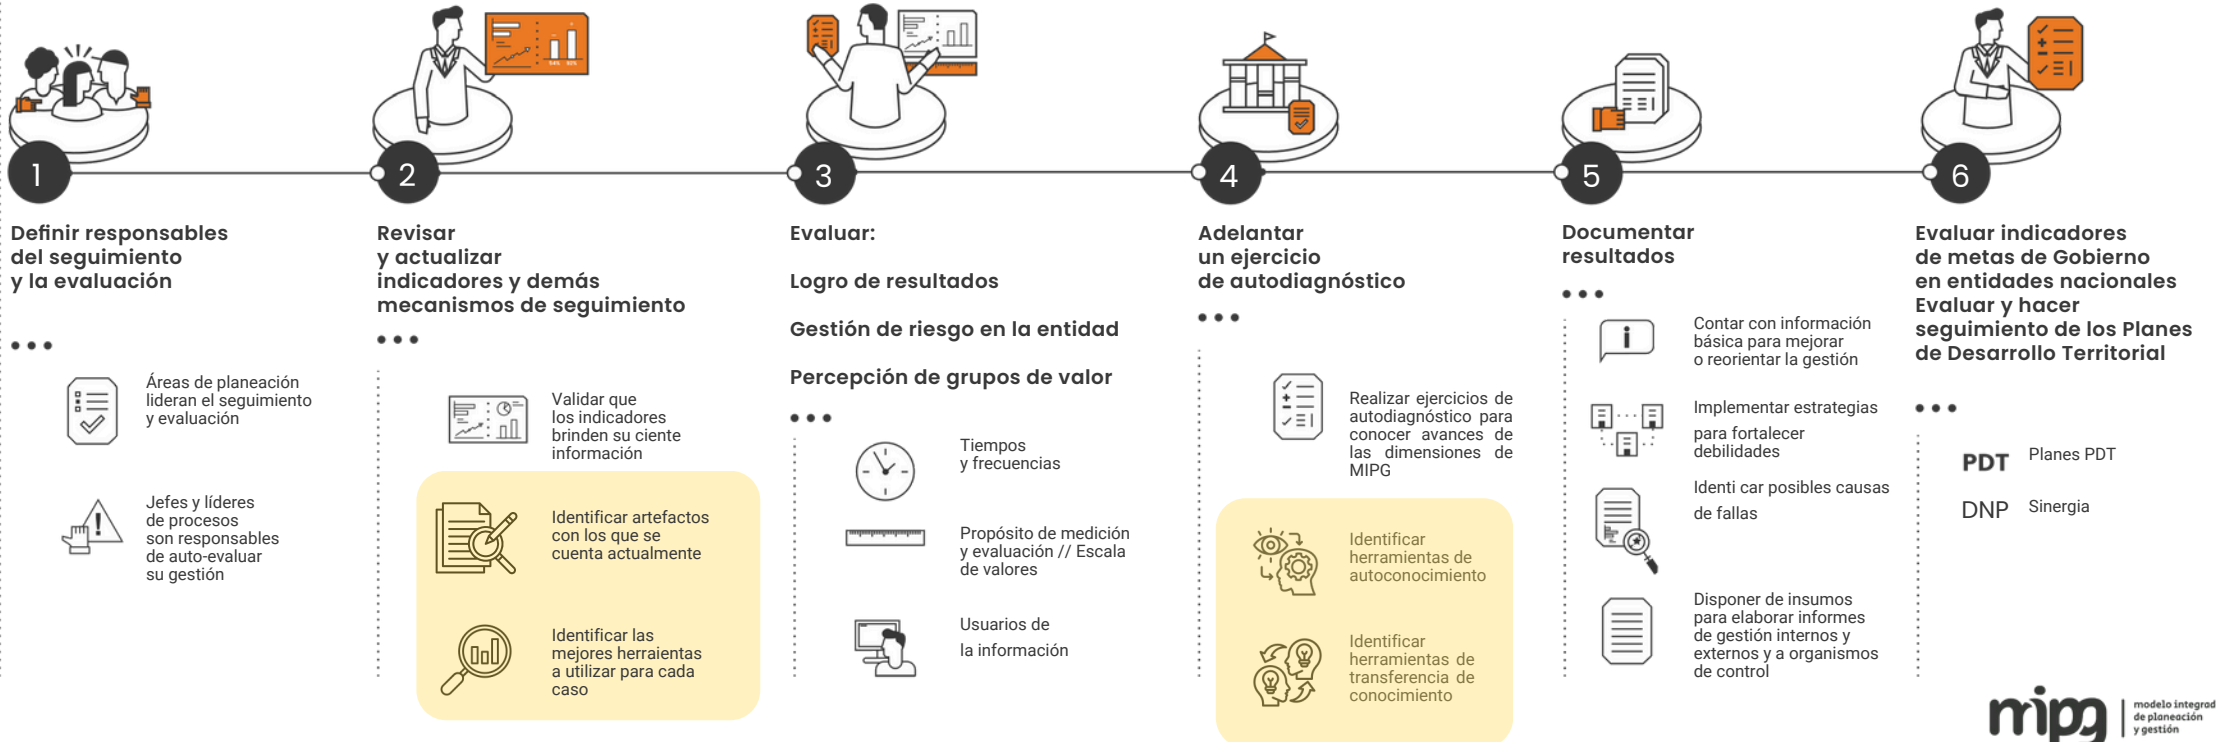 1
Definir responsables
del seguimiento
y la evaluación
Áreas de planeación
lideran el seguimiento
y evaluación
Jefes y líderes
de procesos
son responsables
de auto-evaluar
su gestión
2
Revisar
y actualizar
indicadores y demás
mecanismos de seguimiento
Validar que
los indicadores
brinden su ciente
información
Identificar artefactos
con los que se
cuenta actualmente
Identificar las
mejores herraientas
a utilizar para cada
caso
3
Evaluar:
Logro de resultados
Gestión de riesgo en la entidad
Percepción de grupos de valor
Tiempos
y frecuencias
Propósito de medición
y evaluación // Escala
de valores
Usuarios de
la información
4
Adelantar
un ejercicio
de autodiagnóstico
Realizar ejercicios de
autodiagnóstico para
conocer avances de
las dimensiones de
MIPG
Identificar
herramientas de
autoconocimiento
Identificar
herramientas de
transferencia de
conocimiento
5
Documentar
resultados
i
Contar con información
básica para mejorar
o reorientar la gestión
Implementar estrategias
para fortalecer
debilidades
Identi car posibles causas
de fallas
Disponer de insumos
para elaborar informes
de gestión internos y
externos y a organismos
de control
6
Evaluar indicadores
de metas de Gobierno
en entidades nacionales
Evaluar y hacer
seguimiento de los Planes
de Desarrollo Territorial
PDT Planes PDT
DNP Sinergia
mipg
modelo integrad
de planeación
y gestión